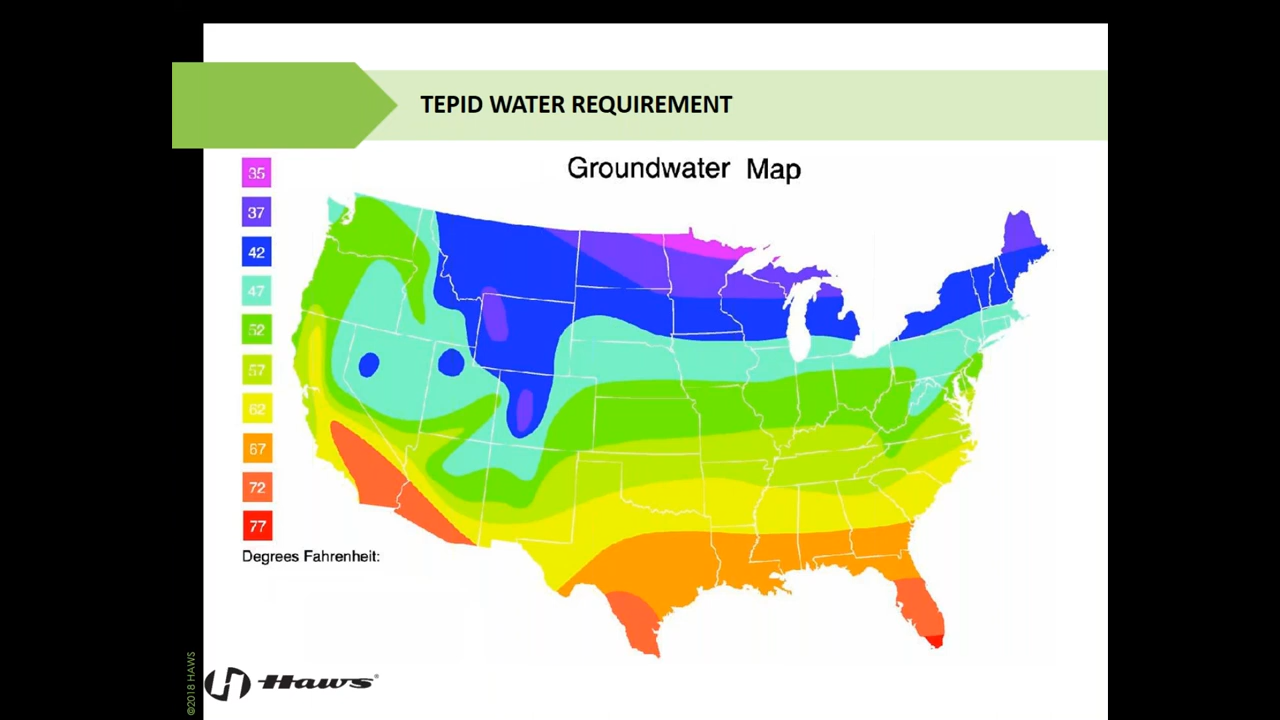 TEPID WATER REQUIREMENT
Groundwater Map
35
37
42
47
52
57
62
67
72
77
Degrees Fahrenheit:
©2018 HAWS
Haws®